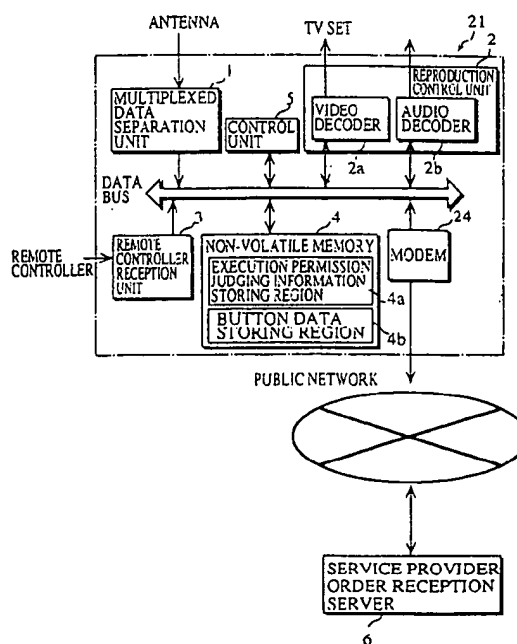 ANTENNA
TV SET
21
1
2
MULTIPLEXED
DATA
SEPARATION
UNIT
5
CONTROL
UNIT
REPRODUCTION
CONTROL UNIT
VIDEO
DECODER
AUDIO
DECODER
2a
2b
DATA
BUS
3
4
24
REMOTE
CONTROLLER
REMOTE
CONTROLLER
RECEPTION
UNIT
NON-VOLATILE MEMORY
EXECUTION PERMISSION
JUDGING INFORMATION
STORING REGION
4a
BUTTON DATA
STORING REGION
4b
MODEM
PUBLIC NETWORK
SERVICE PROVIDER
ORDER RECEPTION
SERVER
6